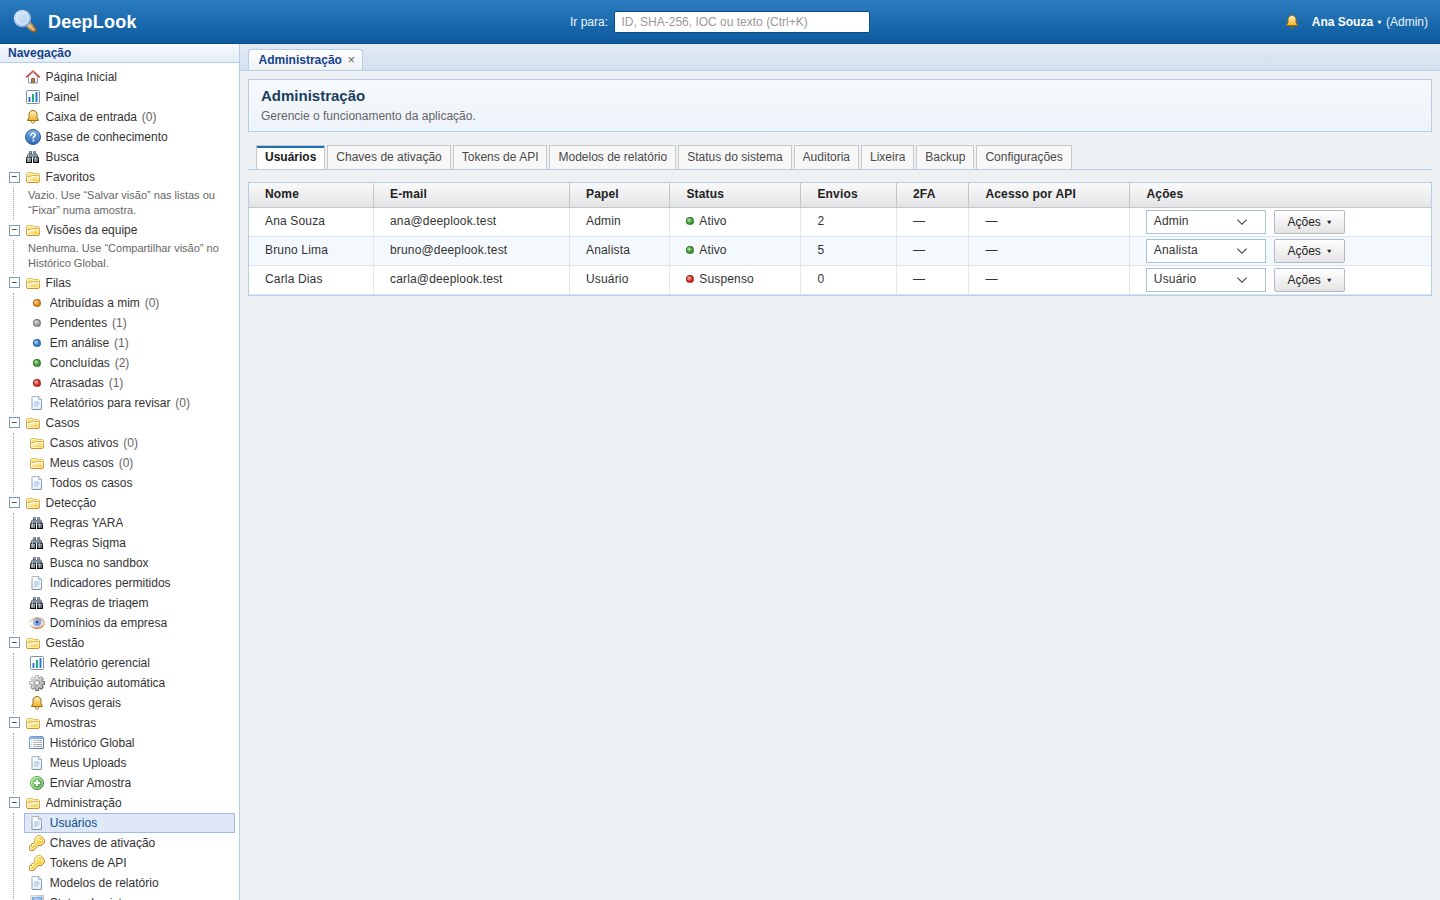 DeepLook
Ir para: ID, SHA-256, IOC ou texto (Ctrl+K)
Ana Souza ▾ (Admin)
Navegação
Página Inicial
Painel
Caixa de entrada (0)
Base de conhecimento
Busca
Favoritos
Vazio. Use “Salvar visão” nas listas ou
“Fixar” numa amostra.
Visões da equipe
Nenhuma. Use “Compartilhar visão” no
Histórico Global.
Filas
Atribuídas a mim (0)
Pendentes (1)
Em análise (1)
Concluídas (2)
Atrasadas (1)
Relatórios para revisar (0)
Casos
Casos ativos (0)
Meus casos (0)
Todos os casos
Detecção
Regras YARA
Regras Sigma
Busca no sandbox
Indicadores permitidos
Regras de triagem
Domínios da empresa
Gestão
Relatório gerencial
Atribuição automática
Avisos gerais
Amostras
Histórico Global
Meus Uploads
Enviar Amostra
Administração
Usuários
Chaves de ativação
Tokens de API
Modelos de relatório
Administração ×
Administração
Gerencie o funcionamento da aplicação.
Usuários Chaves de ativação Tokens de API Modelos de relatório Status do sistema Auditoria Lixeira Backup Configurações
Nome E-mail Papel Status Envios 2FA Acesso por API Ações
Ana Souza ana@deeplook.test Admin Ativo 2 — — Admin Ações ▾
Bruno Lima bruno@deeplook.test Analista Ativo 5 — — Analista Ações ▾
Carla Dias carla@deeplook.test Usuário Suspenso 0 — — Usuário Ações ▾